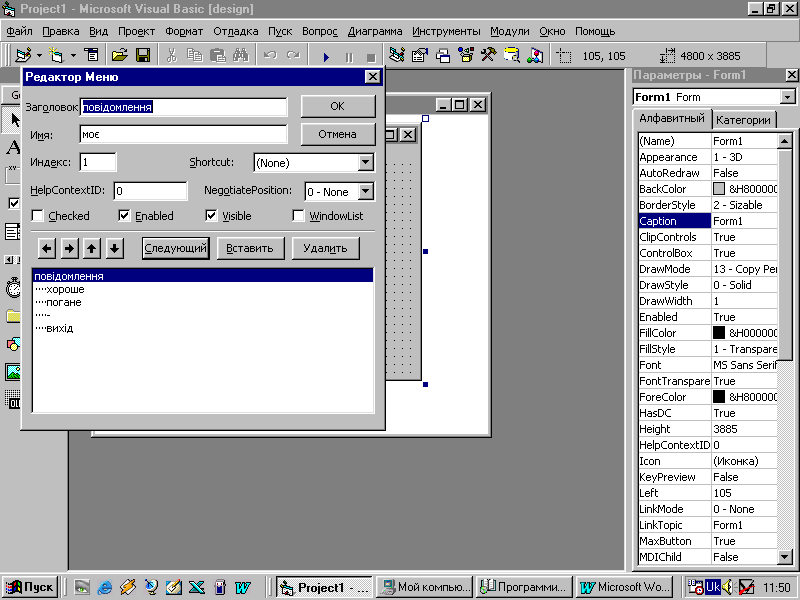 Project1 - Microsoft Visual Basic [design]
Файл Правка Вид Проект Формат Отладка Пуск Вопрос Диаграмма Инструменты Модули Окно Помощь
105, 105 4800 x 3885
Редактор Меню
Заголовок повідомлення OK
Имя: моє Отмена
Индекс: 1 Shortcut: (None)
HelpContextID: 0 NegotiatePosition: 0 - None
Checked Enabled Visible WindowList
Следующий Вставить Удалить
повідомлення
····хороше
····погане
····-
····вихід
Параметры - Form1
Form1 Form
Алфавитный Категории
(Name) Form1
Appearance 1 - 3D
AutoRedraw False
BackColor &H800000
BorderStyle 2 - Sizable
Caption Form1
ClipControls True
ControlBox True
DrawMode 13 - Copy Pe
DrawStyle 0 - Solid
DrawWidth 1
Enabled True
FillColor &H000000
FillStyle 1 - Transpare
Font MS Sans Serif
FontTranspare True
ForeColor &H800000
HasDC True
Height 3885
HelpContextID 0
Icon (Иконка)
KeyPreview False
Left 105
LinkMode 0 - None
LinkTopic Form1
MaxButton True
MDIChild False
Пуск Project1 - ... Мой компью... Программи... Microsoft Wo... Uk 11:50